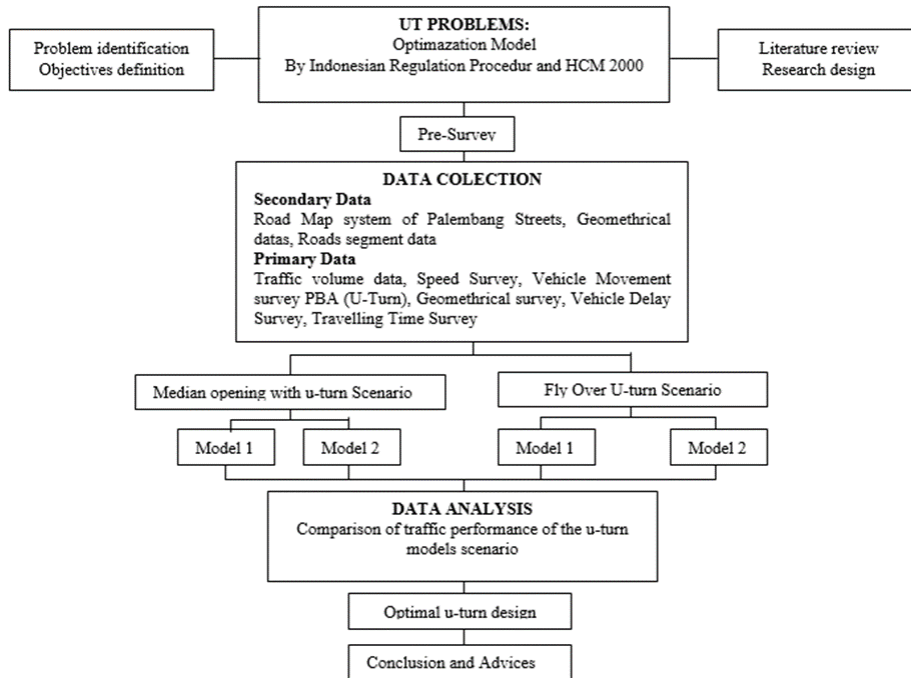 UT PROBLEMS:
Optimazation Model
By Indonesian Regulation Procedur and HCM 2000
Problem identification
Objectives definition
Literature review
Research design
Pre-Survey
DATA COLECTION
Secondary Data
Road Map system of Palembang Streets, Geomethrical
datas, Roads segment data
Primary Data
Traffic volume data, Speed Survey, Vehicle Movement
survey PBA (U-Turn), Geomethrical survey, Vehicle Delay
Survey, Travelling Time Survey
Median opening with u-turn Scenario
Fly Over U-turn Scenario
Model 1
Model 2
Model 1
Model 2
DATA ANALYSIS
Comparison of traffic performance of the u-turn
models scenario
Optimal u-turn design
Conclusion and Advices